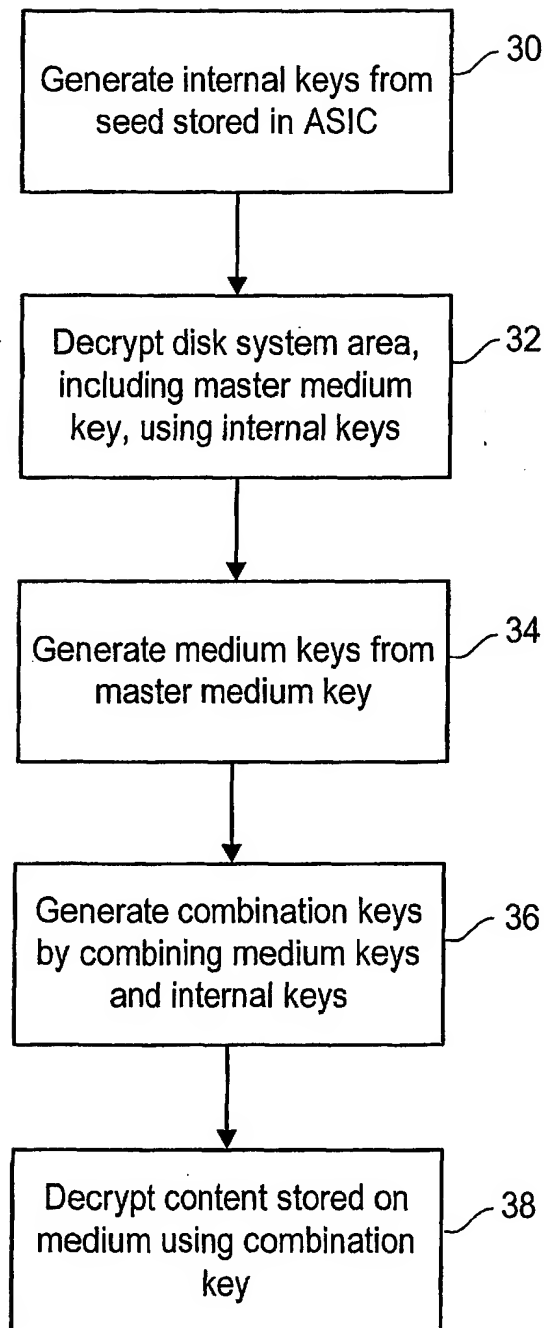 Generate internal keys from
seed stored in ASIC
30
Decrypt disk system area,
including master medium
key, using internal keys
32
Generate medium keys from
master medium key
34
Generate combination keys
by combining medium keys
and internal keys
36
Decrypt content stored on
medium using combination
key
38